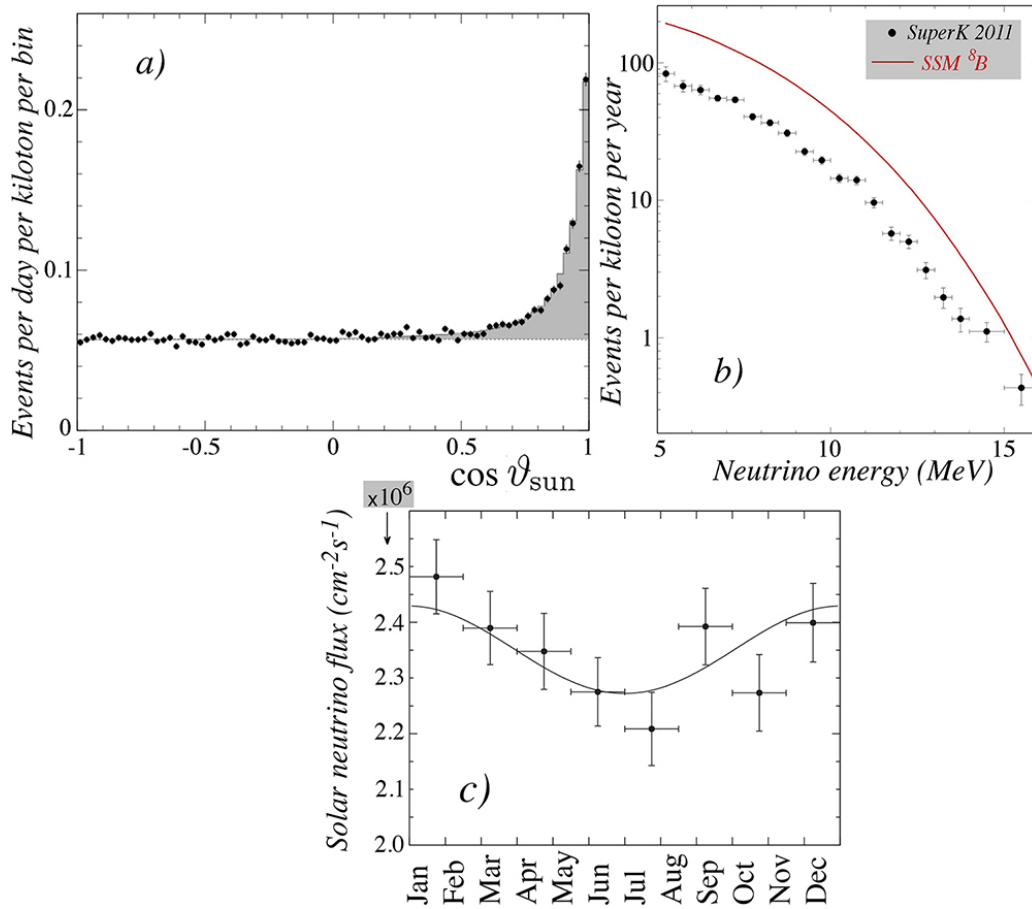 a)
Events per day per kiloton per bin
0.2
0.1
0
-1
-0.5
0
0.5
1
cos ϑsun
b)
SuperK 2011
SSM ⁸B
Events per kiloton per year
100
10
1
5
10
15
Neutrino energy (MeV)
x10⁶
Solar neutrino flux (cm⁻²s⁻¹)
2.5
2.4
2.3
2.2
2.1
2.0
c)
Jan
Feb
Mar
Apr
May
Jun
Jul
Aug
Sep
Oct
Nov
Dec